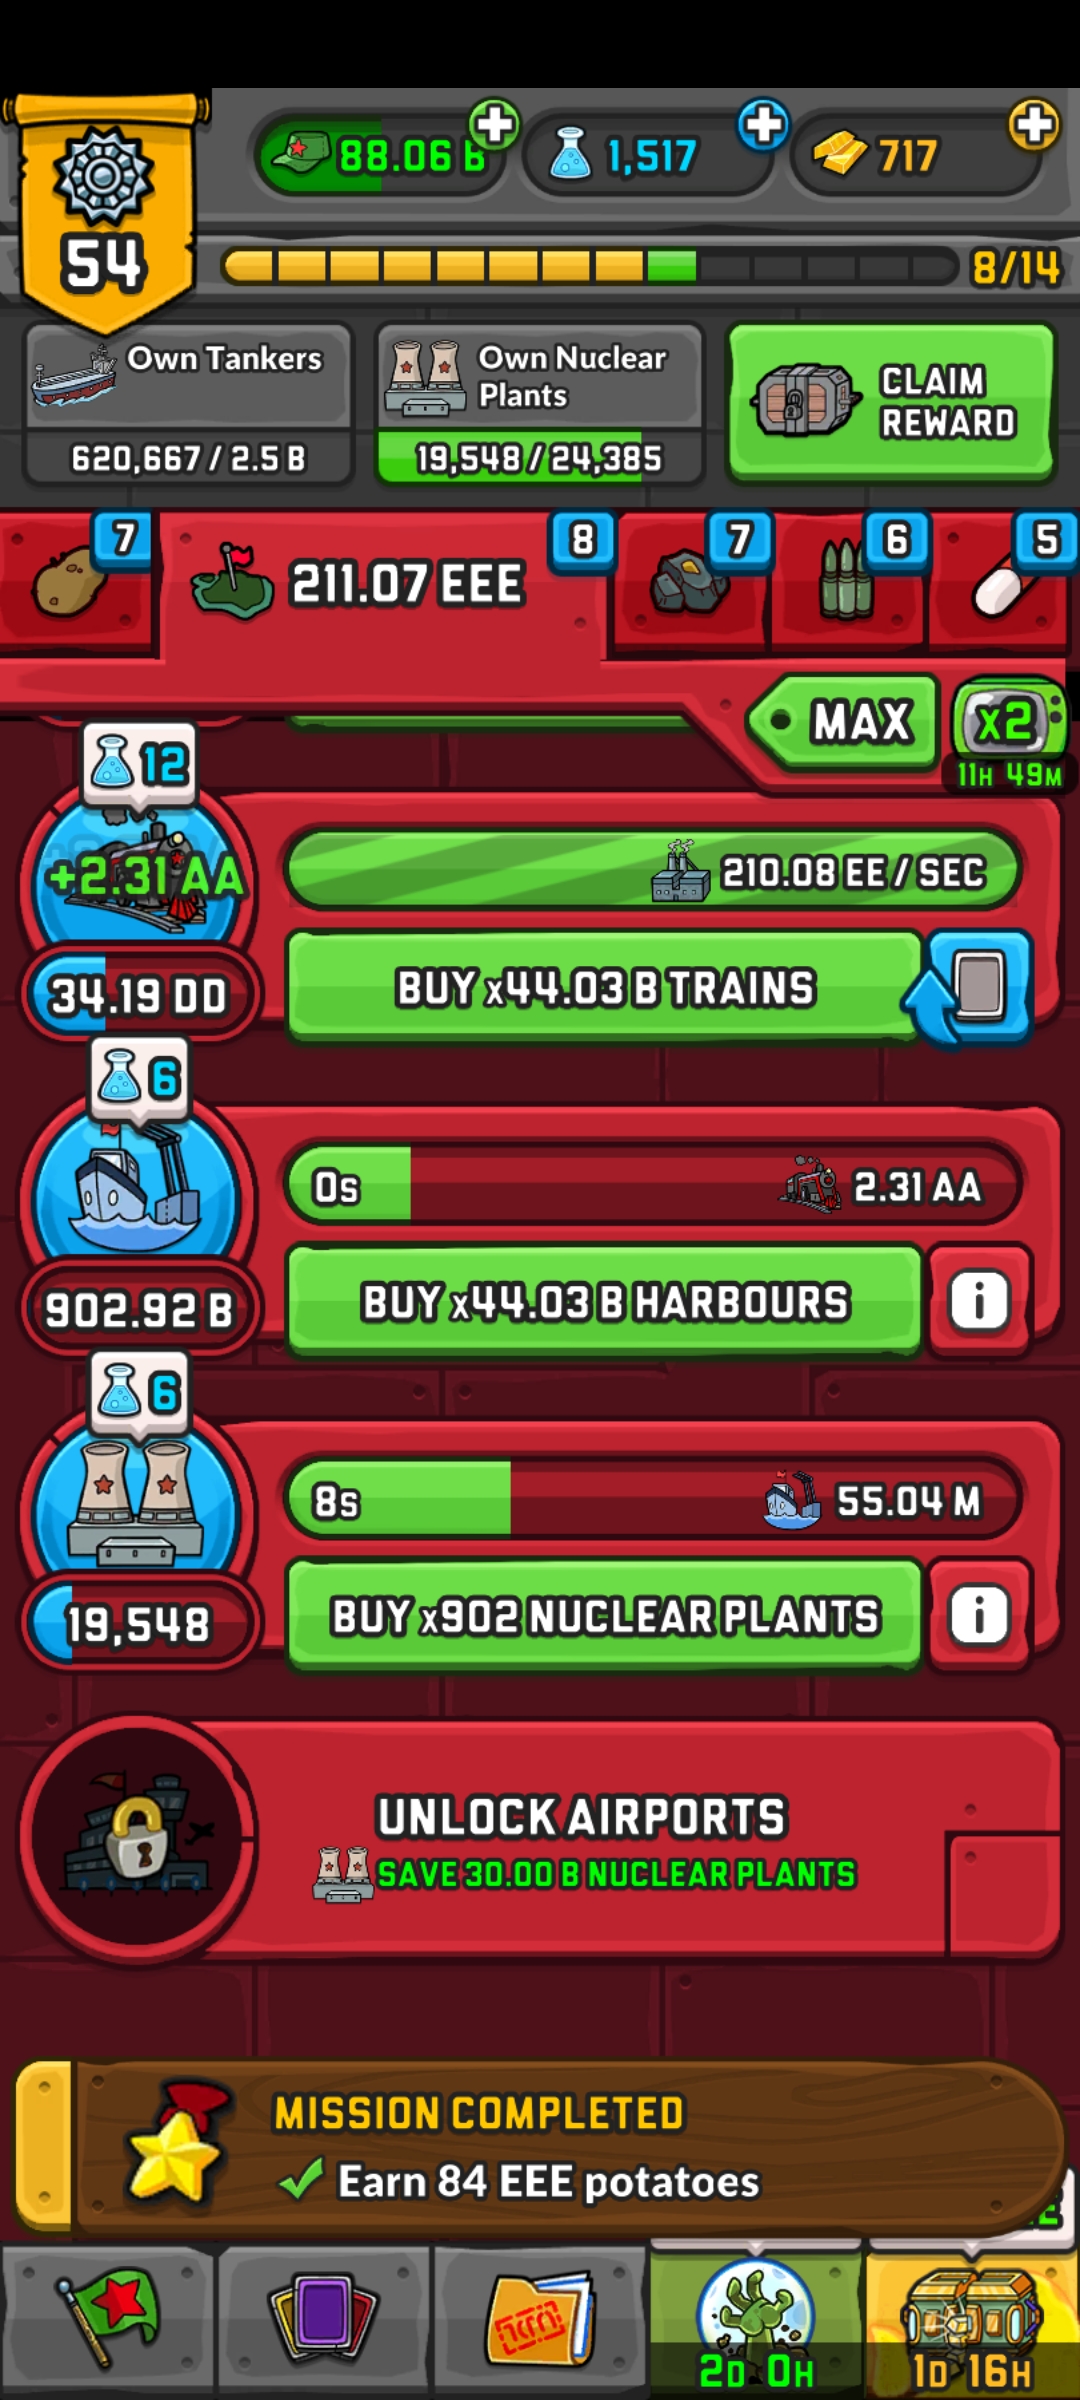 88.06 B
1,517
717
54
8/14
Own Tankers
620,667 / 2.5 B
Own Nuclear
Plants
19,548 / 24,385
CLAIM
REWARD
7
211.07 EEE
8
7
6
5
MAX
x2
11H 49M
12
+2.31 AA
210.08 EE / SEC
34.19 DD
BUY x44.03 B TRAINS
6
0s
2.31 AA
902.92 B
BUY x44.03 B HARBOURS
i
6
8s
55.04 M
19,548
BUY x902 NUCLEAR PLANTS
i
UNLOCK AIRPORTS
SAVE 30.00 B NUCLEAR PLANTS
MISSION COMPLETED
Earn 84 EEE potatoes
2D 0H
1D 16H